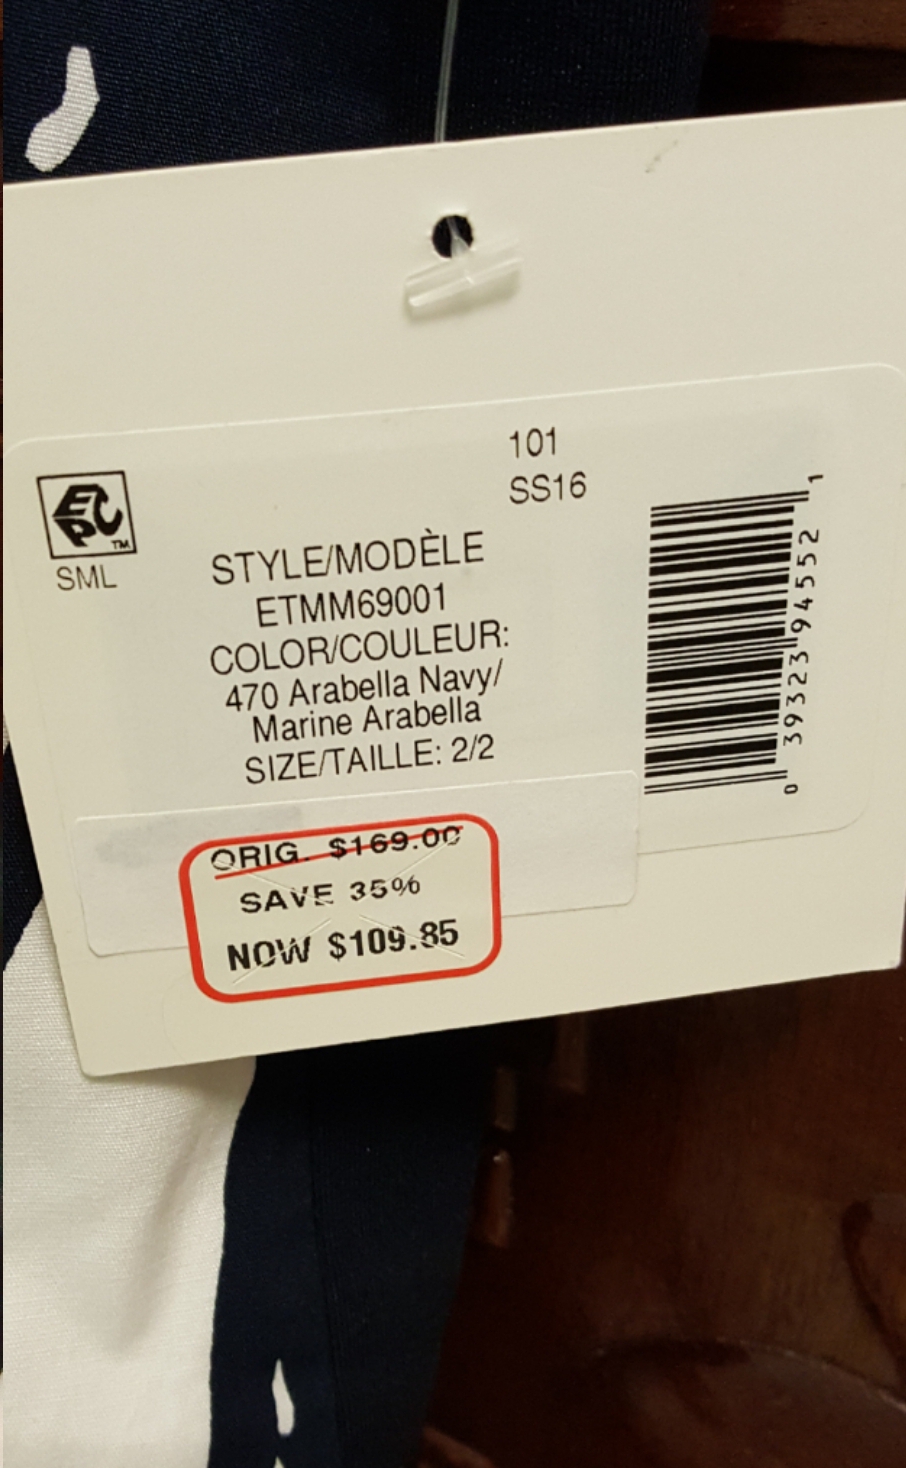 101
SS16
EPC™
SML
STYLE/MODÈLE
ETMM69001
COLOR/COULEUR:
470 Arabella Navy/
Marine Arabella
SIZE/TAILLE: 2/2
ORIG. $169.00
SAVE 35%
NOW $109.85
0 39323 94552 1